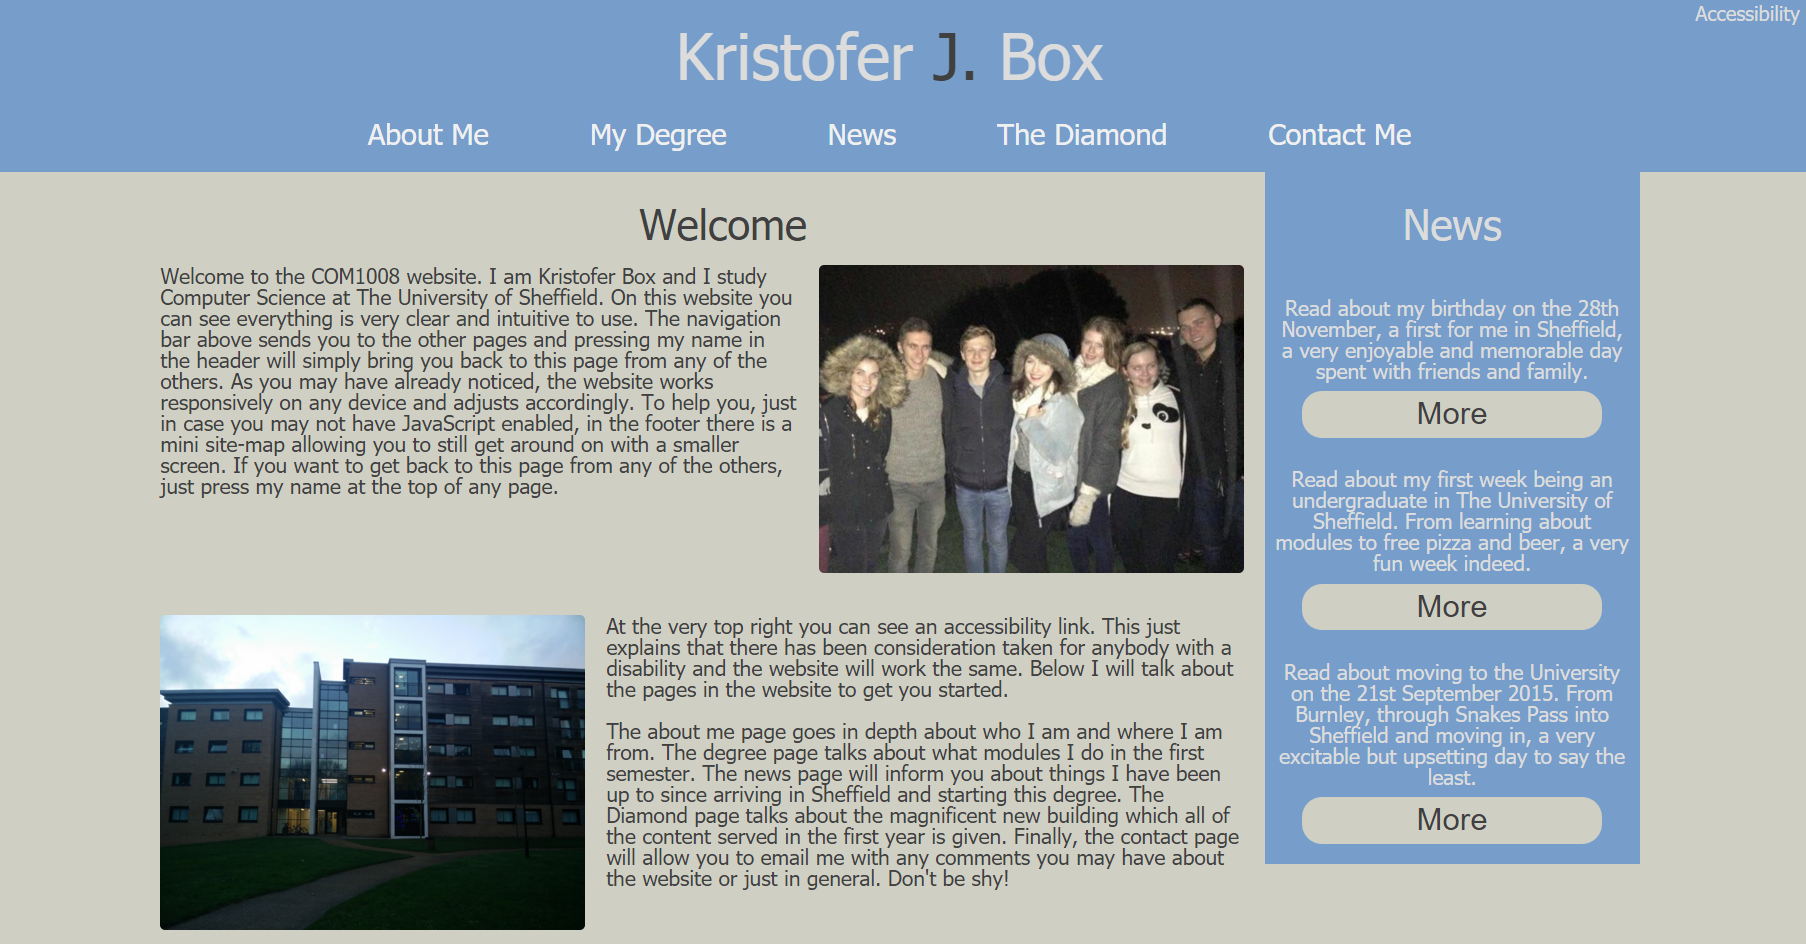 Accessibility
Kristofer J. Box
About Me
My Degree
News
The Diamond
Contact Me
Welcome
Welcome to the COM1008 website. I am Kristofer Box and I study
Computer Science at The University of Sheffield. On this website you
can see everything is very clear and intuitive to use. The navigation
bar above sends you to the other pages and pressing my name in
the header will simply bring you back to this page from any of the
others. As you may have already noticed, the website works
responsively on any device and adjusts accordingly. To help you, just
in case you may not have JavaScript enabled, in the footer there is a
mini site-map allowing you to still get around on with a smaller
screen. If you want to get back to this page from any of the others,
just press my name at the top of any page.
At the very top right you can see an accessibility link. This just
explains that there has been consideration taken for anybody with a
disability and the website will work the same. Below I will talk about
the pages in the website to get you started.
The about me page goes in depth about who I am and where I am
from. The degree page talks about what modules I do in the first
semester. The news page will inform you about things I have been
up to since arriving in Sheffield and starting this degree. The
Diamond page talks about the magnificent new building which all of
the content served in the first year is given. Finally, the contact page
will allow you to email me with any comments you may have about
the website or just in general. Don't be shy!
News
Read about my birthday on the 28th
November, a first for me in Sheffield,
a very enjoyable and memorable day
spent with friends and family.
More
Read about my first week being an
undergraduate in The University of
Sheffield. From learning about
modules to free pizza and beer, a very
fun week indeed.
More
Read about moving to the University
on the 21st September 2015. From
Burnley, through Snakes Pass into
Sheffield and moving in, a very
excitable but upsetting day to say the
least.
More